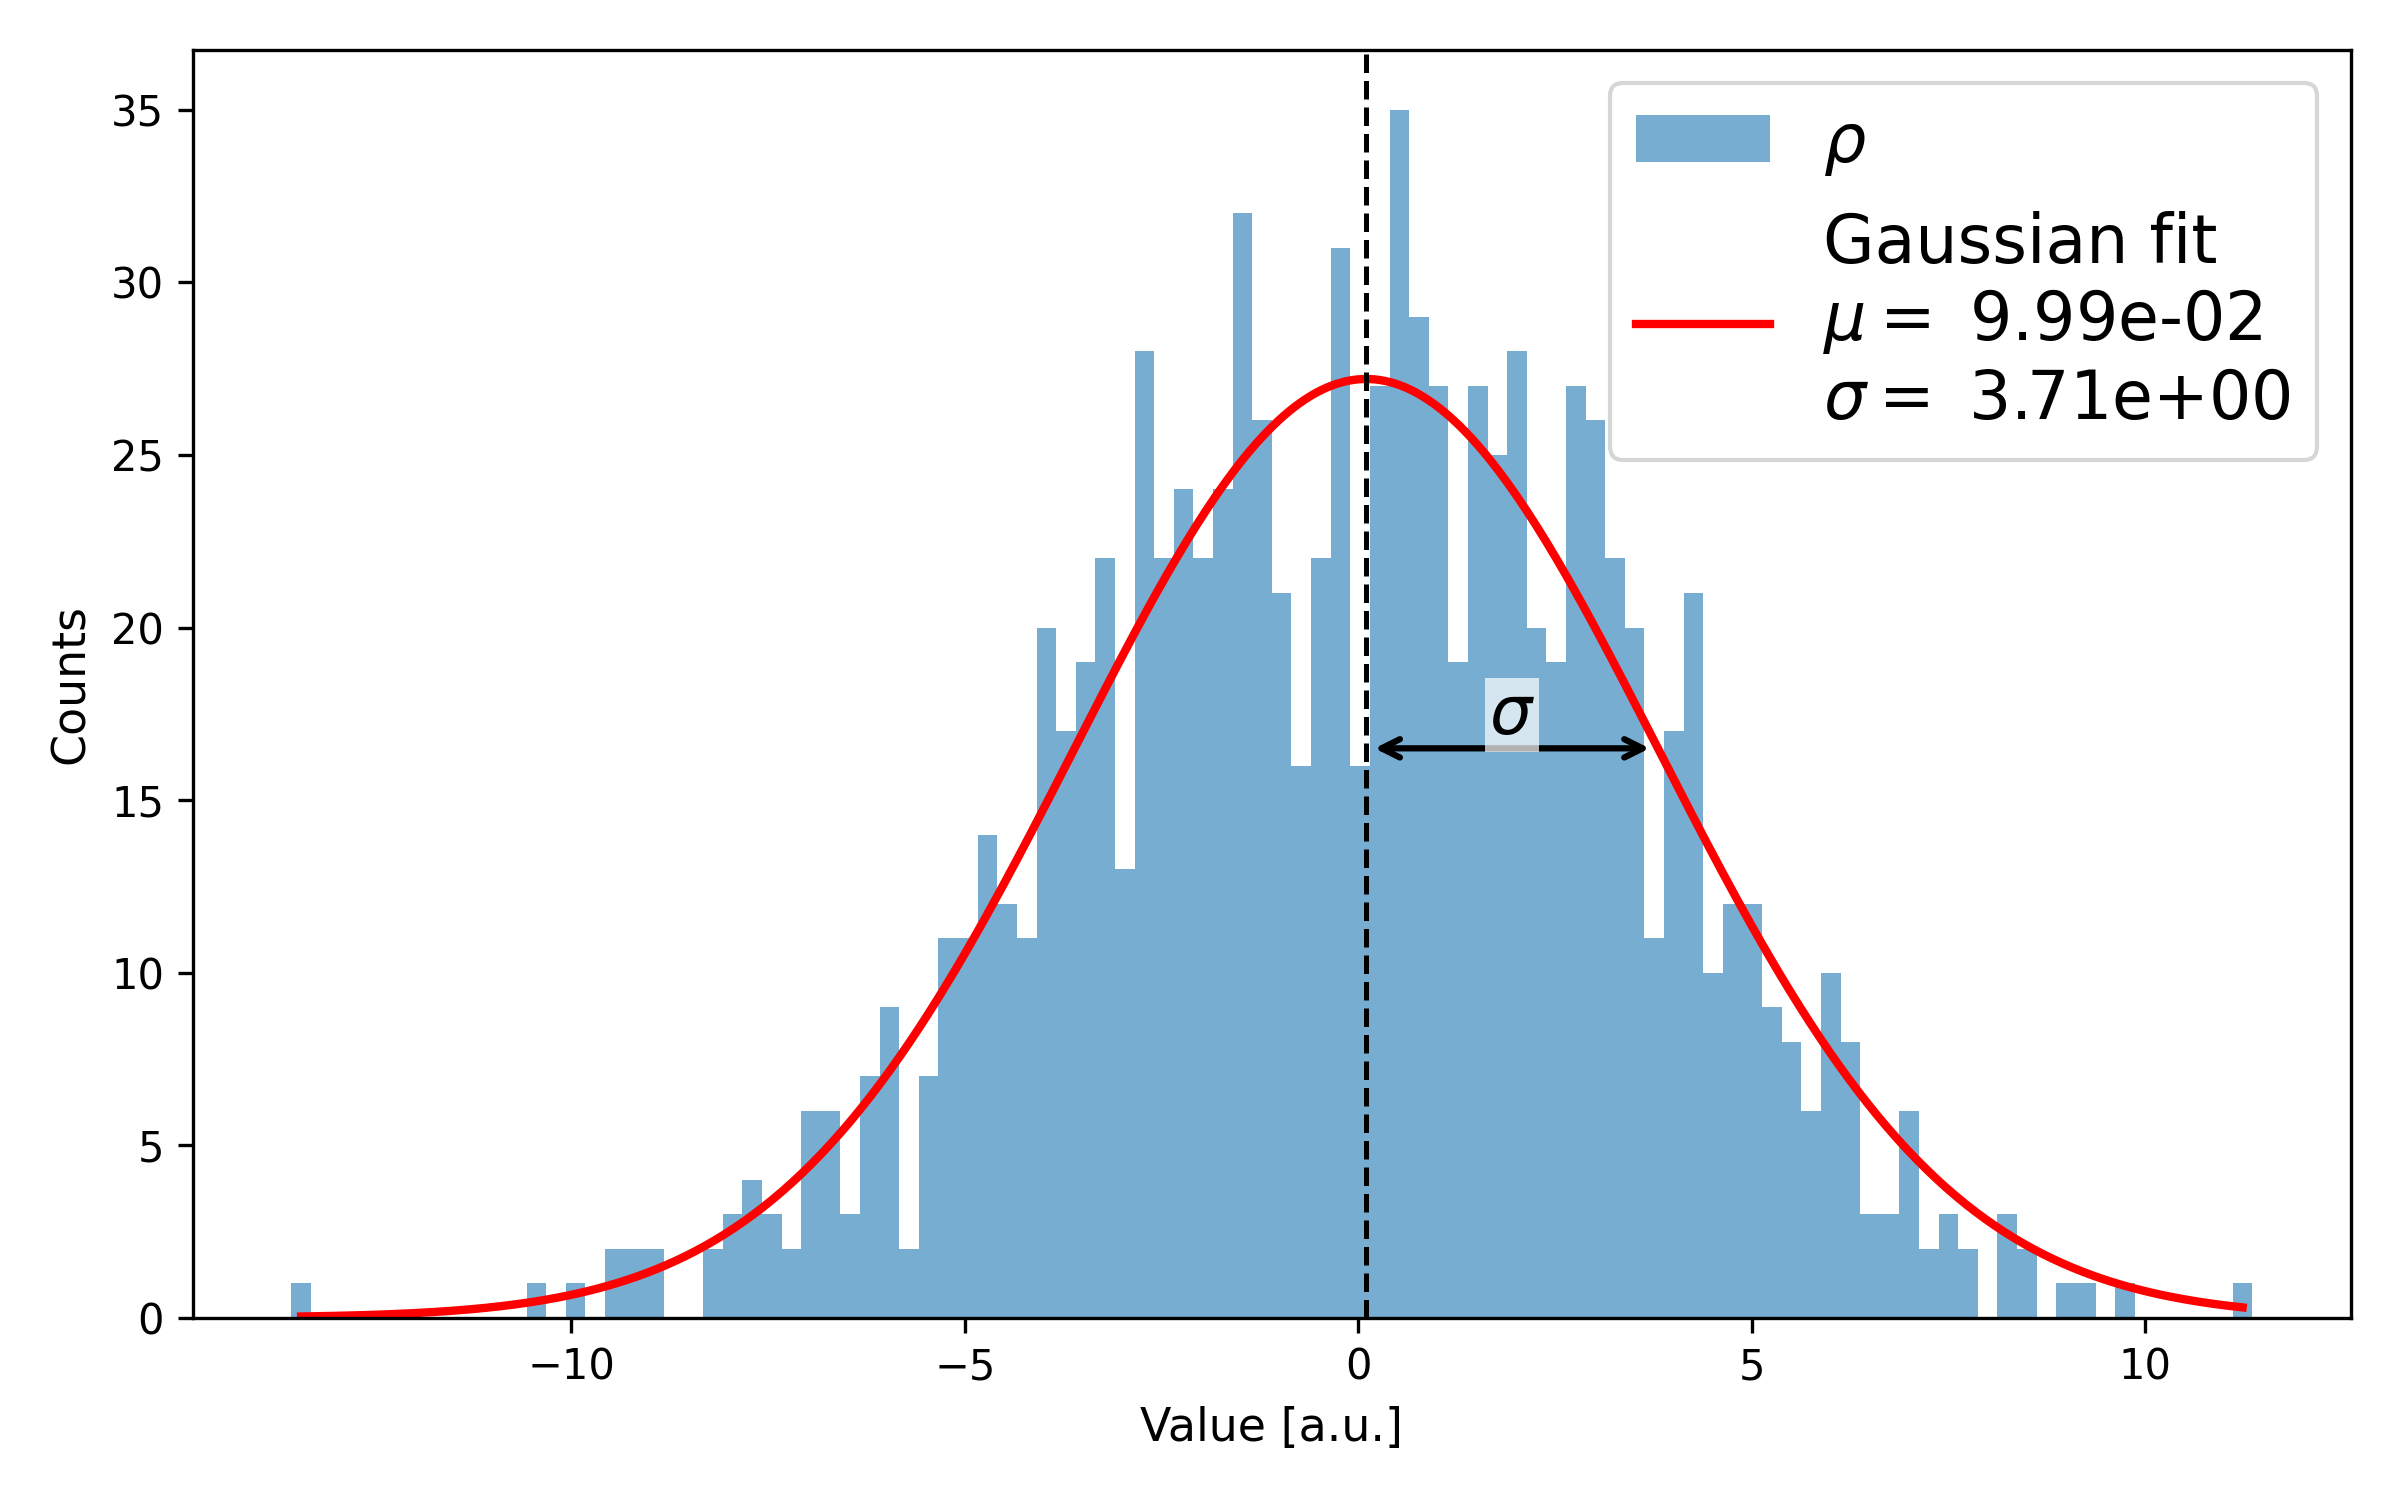 35
30
25
20
15
10
5
0
Counts
ρ
Gaussian fit
μ = 9.99e-02
σ = 3.71e+00
σ
−10 −5 0 5 10
Value [a.u.]